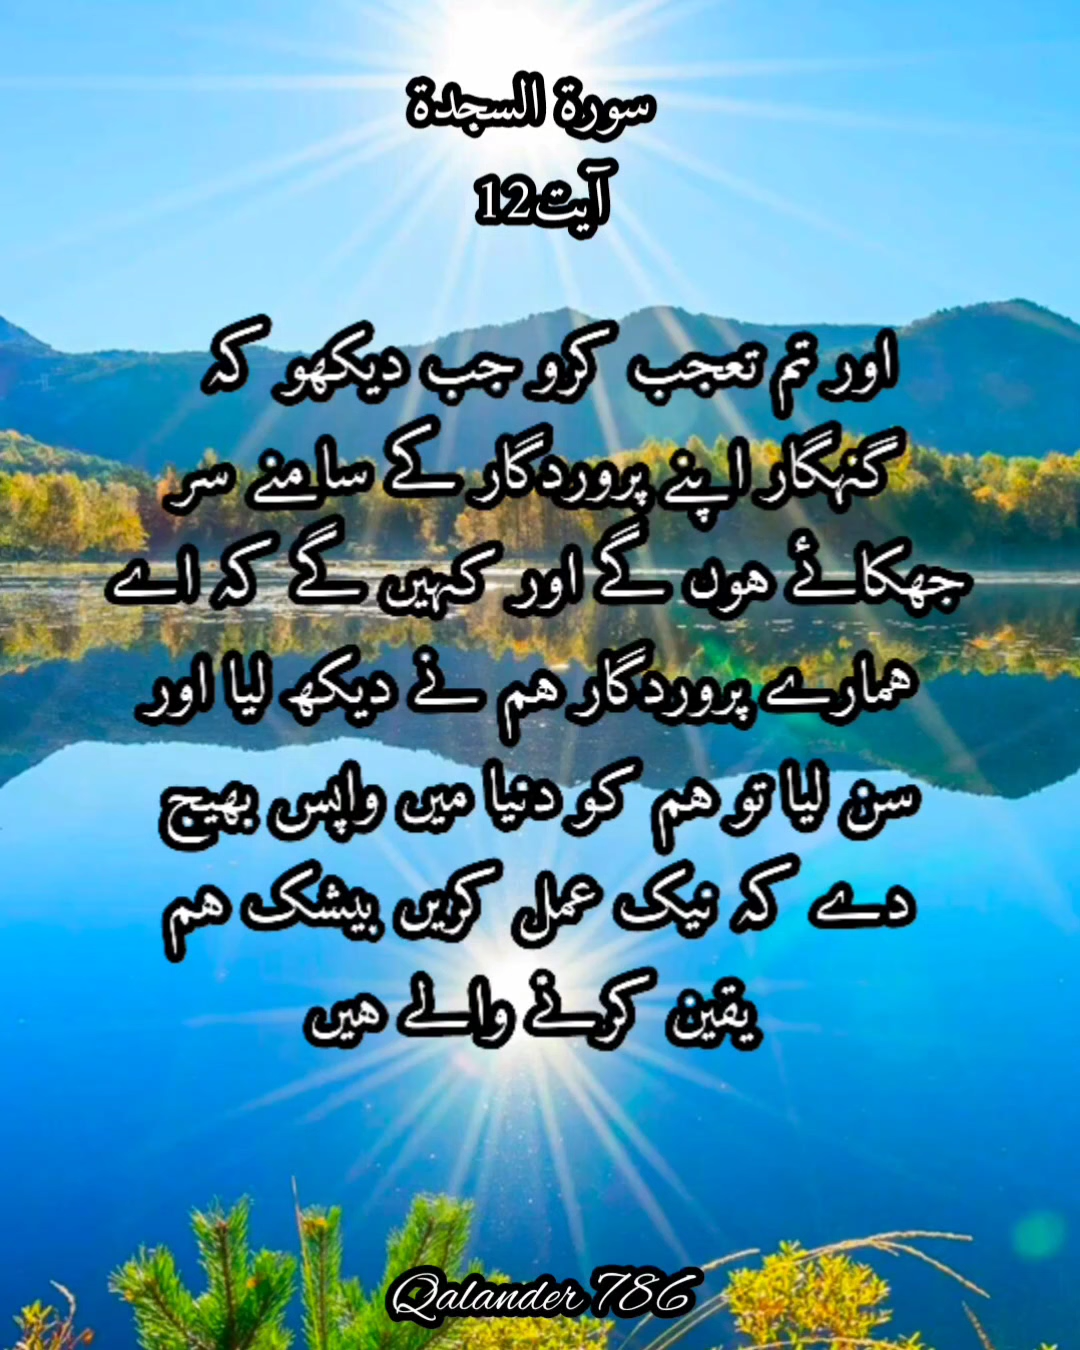 سورة السجدة
آیت12
اور تم تعجب کرو جب دیکھو کہ
گنہگار اپنے پروردگار کے سامنے سر
جھکائے ہوں گے اور کہیں گے کہ اے
ہمارے پروردگار ہم نے دیکھ لیا اور
سن لیا تو ہم کو دنیا میں واپس بھیج
دے کہ نیک عمل کریں بیشک ہم
یقین کرنے والے ہیں
Qalander 786